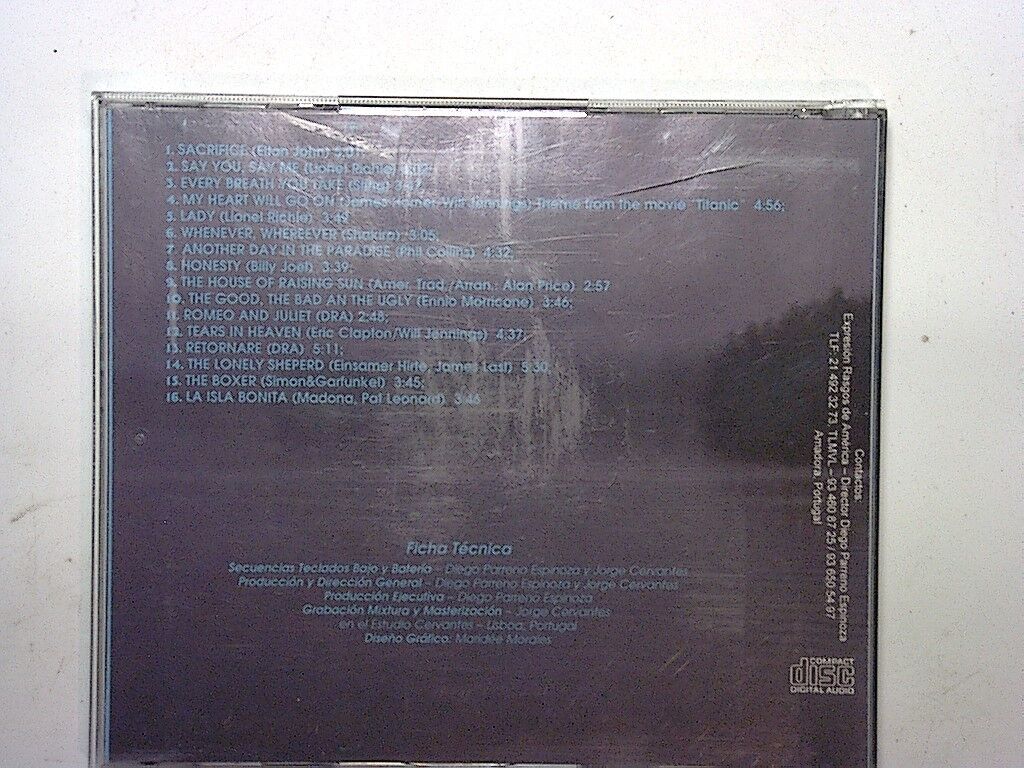 1. SACRIFICE (Elton John)
2. SAY YOU, SAY ME (Lionel Richie)
3. EVERY BREATH YOU TAKE (Sting)
4. MY HEART WILL GO ON (James Horner-Will Jennings) Theme from the movie "Titanic" 4:56;
5. LADY (Lionel Richie) 3:49
6. WHENEVER, WHEREEVER (Shakira) 3:05;
7. ANOTHER DAY IN THE PARADISE (Phil Collins) 4:32;
8. HONESTY (Billy Joel) 3:39;
9. THE HOUSE OF RAISING SUN (Amer. Trad./Arran.: Alan Price) 2:57
10. THE GOOD, THE BAD AN THE UGLY (Ennio Morricone) 3:46;
11. ROMEO AND JULIET (DRA) 2:48;
12. TEARS IN HEAVEN (Eric Clapton/Will Jennings) 4:37;
13. RETORNARE (DRA) 5:11;
14. THE LONELY SHEPERD (Einsamer Hirte, James Last) 5:30;
15. THE BOXER (Simon&Garfunkel) 3:45;
16. LA ISLA BONITA (Madona, Pat Leonard) 3:46
Ficha Técnica
Secuencias Teclados Bajo y Batería – Diego Parreno Espinoza y Jorge Cervantes
Producción y Dirección General – Diego Parreno Espinoza y Jorge Cervantes
Producción Ejecutiva – Diego Parreno Espinoza
Grabación Mixtura y Masterización – Jorge Cervantes
en el Estudio Cervantes – Lisboa, Portugal
Diseño Gráfico: Morales
Contactos:
Expresión Rasgos de América – Director Diego Parreno Espinoza
TLF: 21 492 32 73, TLMVL – 93 460 87 25 / 93 650 54 97
Amadora, Portugal
COMPACT
disc
DIGITAL AUDIO